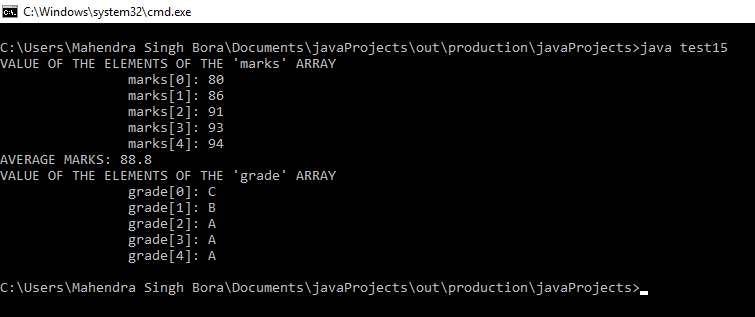 C:\Windows\system32\cmd.exe
C:\Users\Mahendra Singh Bora\Documents\javaProjects\out\production\javaProjects>java test15
VALUE OF THE ELEMENTS OF THE 'marks' ARRAY
marks[0]: 80
marks[1]: 86
marks[2]: 91
marks[3]: 93
marks[4]: 94
AVERAGE MARKS: 88.8
VALUE OF THE ELEMENTS OF THE 'grade' ARRAY
grade[0]: C
grade[1]: B
grade[2]: A
grade[3]: A
grade[4]: A
C:\Users\Mahendra Singh Bora\Documents\javaProjects\out\production\javaProjects>